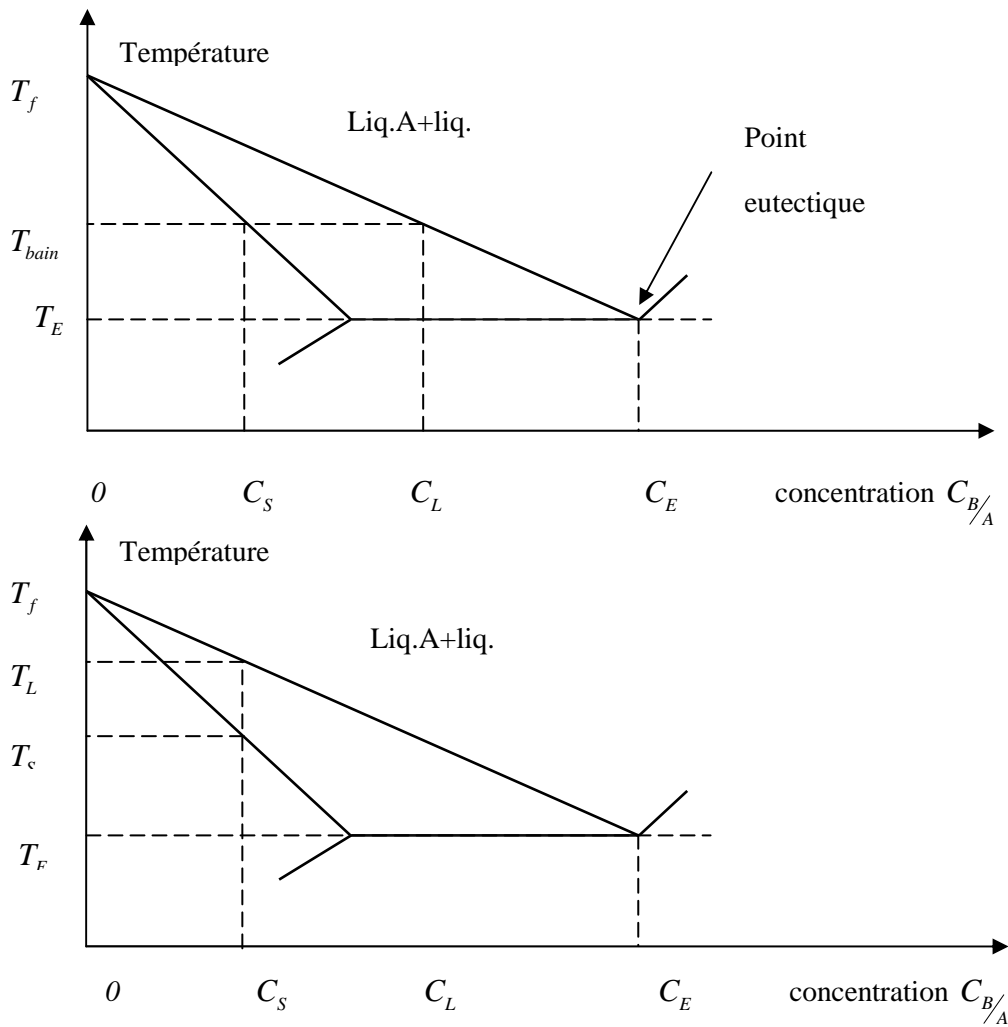 Température
T_f
Liq.A+liq.
Point
eutectique
T_bain
T_E
0 C_S C_L C_E concentration C_B/A
Température
T_f
Liq.A+liq.
T_L
T_S
T_E
0 C_S C_L C_E concentration C_B/A